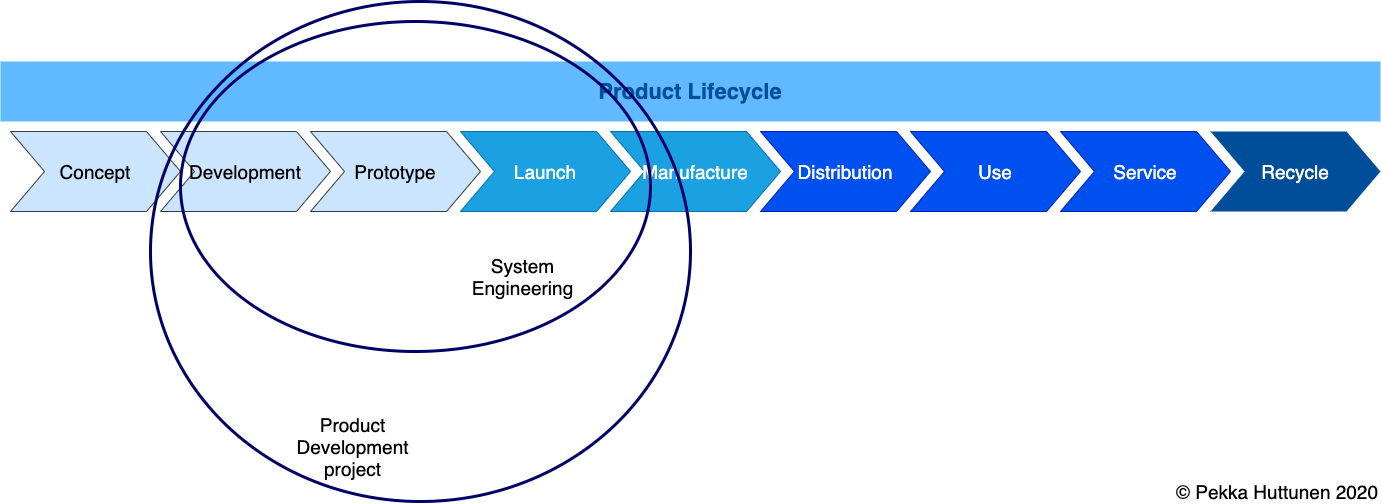 Product Lifecycle
Concept
Development
Prototype
Launch
Manufacture
Distribution
Use
Service
Recycle
System
Engineering
Product
Development
project
© Pekka Huttunen 2020